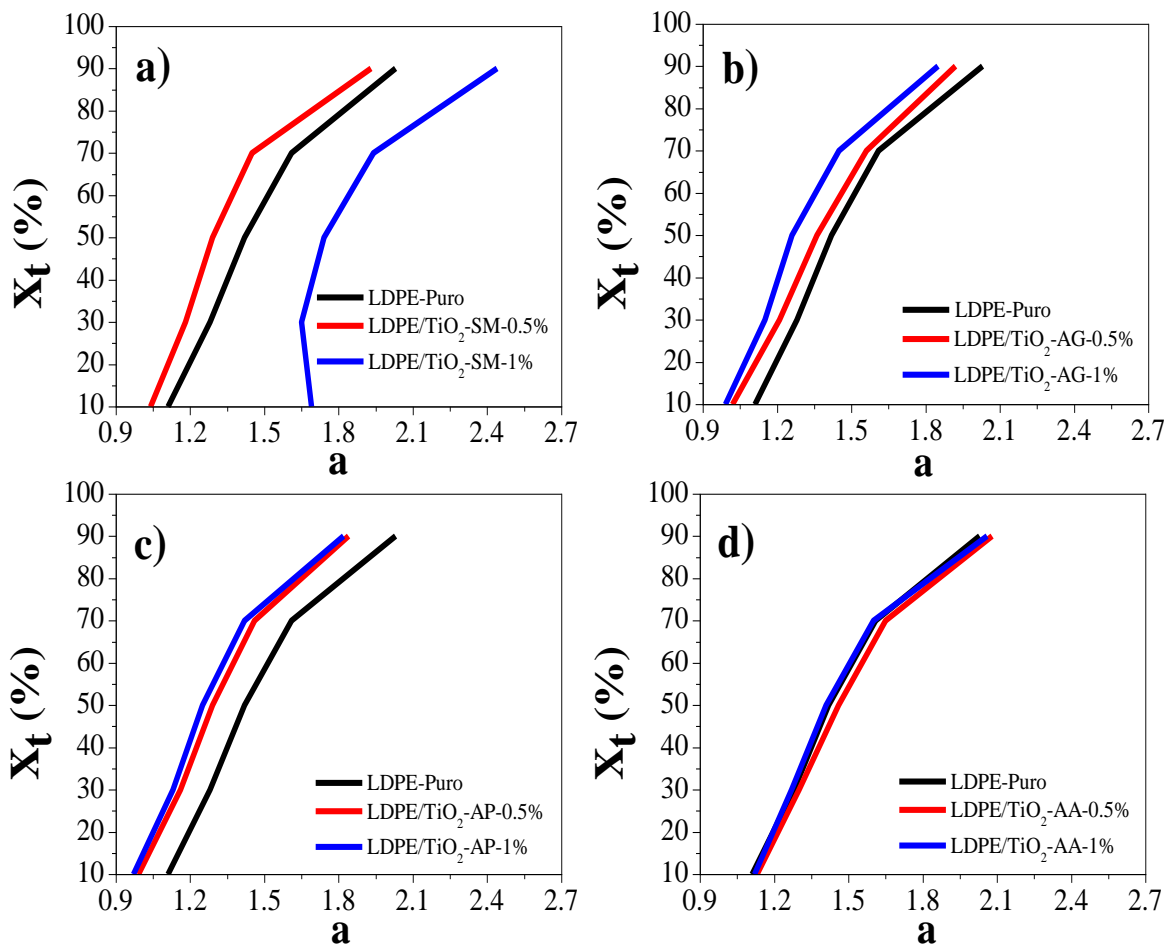 a)
100
90
80
70
60
50
40
30
20
10
X_t (%)
LDPE-Puro
LDPE/TiO₂-SM-0.5%
LDPE/TiO₂-SM-1%
0.9 1.2 1.5 1.8 2.1 2.4 2.7
a
b)
100
90
80
70
60
50
40
30
20
10
X_t (%)
LDPE-Puro
LDPE/TiO₂-AG-0.5%
LDPE/TiO₂-AG-1%
0.9 1.2 1.5 1.8 2.1 2.4 2.7
a
c)
100
90
80
70
60
50
40
30
20
10
X_t (%)
LDPE-Puro
LDPE/TiO₂-AP-0.5%
LDPE/TiO₂-AP-1%
0.9 1.2 1.5 1.8 2.1 2.4 2.7
a
d)
100
90
80
70
60
50
40
30
20
10
X_t (%)
LDPE-Puro
LDPE/TiO₂-AA-0.5%
LDPE/TiO₂-AA-1%
0.9 1.2 1.5 1.8 2.1 2.4 2.7
a